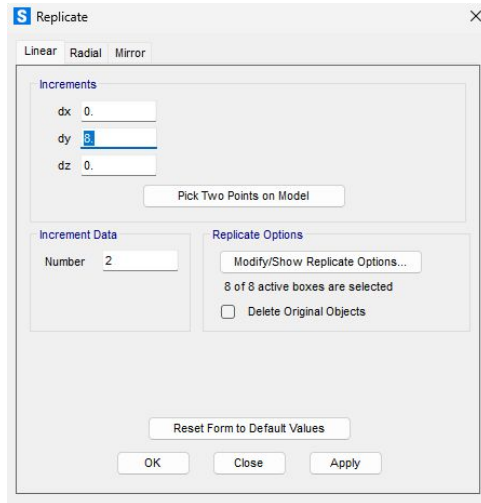 S Replicate
Linear Radial Mirror
Increments
dx 0.
dy 8.
dz 0.
Pick Two Points on Model
Increment Data
Number 2
Replicate Options
Modify/Show Replicate Options...
8 of 8 active boxes are selected
Delete Original Objects
Reset Form to Default Values
OK Close Apply